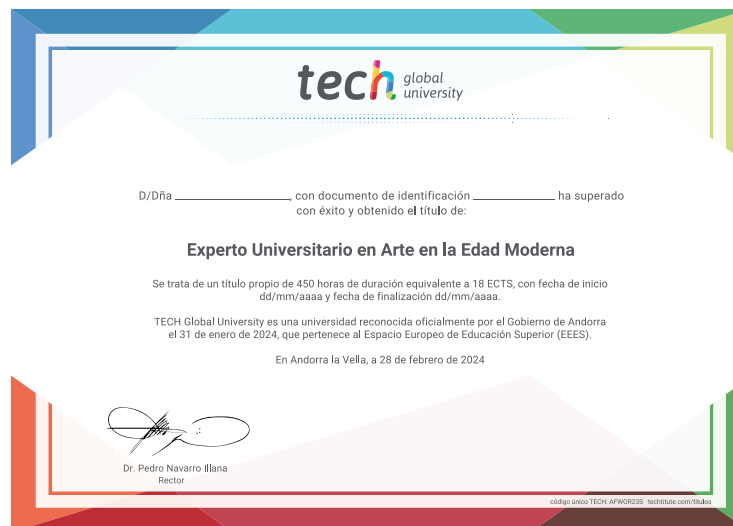 tech global university
D/Dña ____________________, con documento de identificación ______________ ha superado
con éxito y obtenido el título de:
Experto Universitario en Arte en la Edad Moderna
Se trata de un título propio de 450 horas de duración equivalente a 18 ECTS, con fecha de inicio
dd/mm/aaaa y fecha de finalización dd/mm/aaaa.
TECH Global University es una universidad reconocida oficialmente por el Gobierno de Andorra
el 31 de enero de 2024, que pertenece al Espacio Europeo de Educación Superior (EEES).
En Andorra la Vella, a 28 de febrero de 2024
Dr. Pedro Navarro Illana
Rector
código único TECH: AFWOR23S techtitute.com/titulos